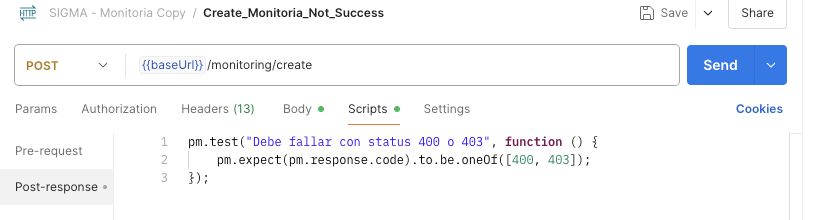 HTTP SIGMA - Monitoria Copy / Create_Monitoria_Not_Success Save Share
POST {{baseUrl}}/monitoring/create Send
Params Authorization Headers (13) Body Scripts Settings Cookies
Pre-request
Post-response
1 pm.test("Debe fallar con status 400 o 403", function () {
2 pm.expect(pm.response.code).to.be.oneOf([400, 403]);
3 });